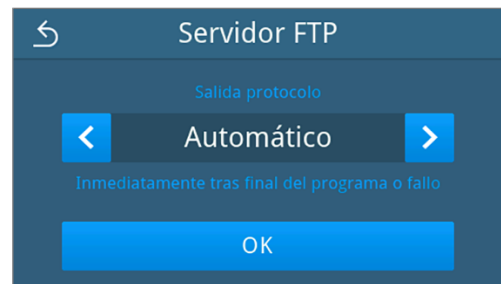 Servidor FTP
Salida protocolo
Automático
Inmediatamente tras final del programa o fallo
OK